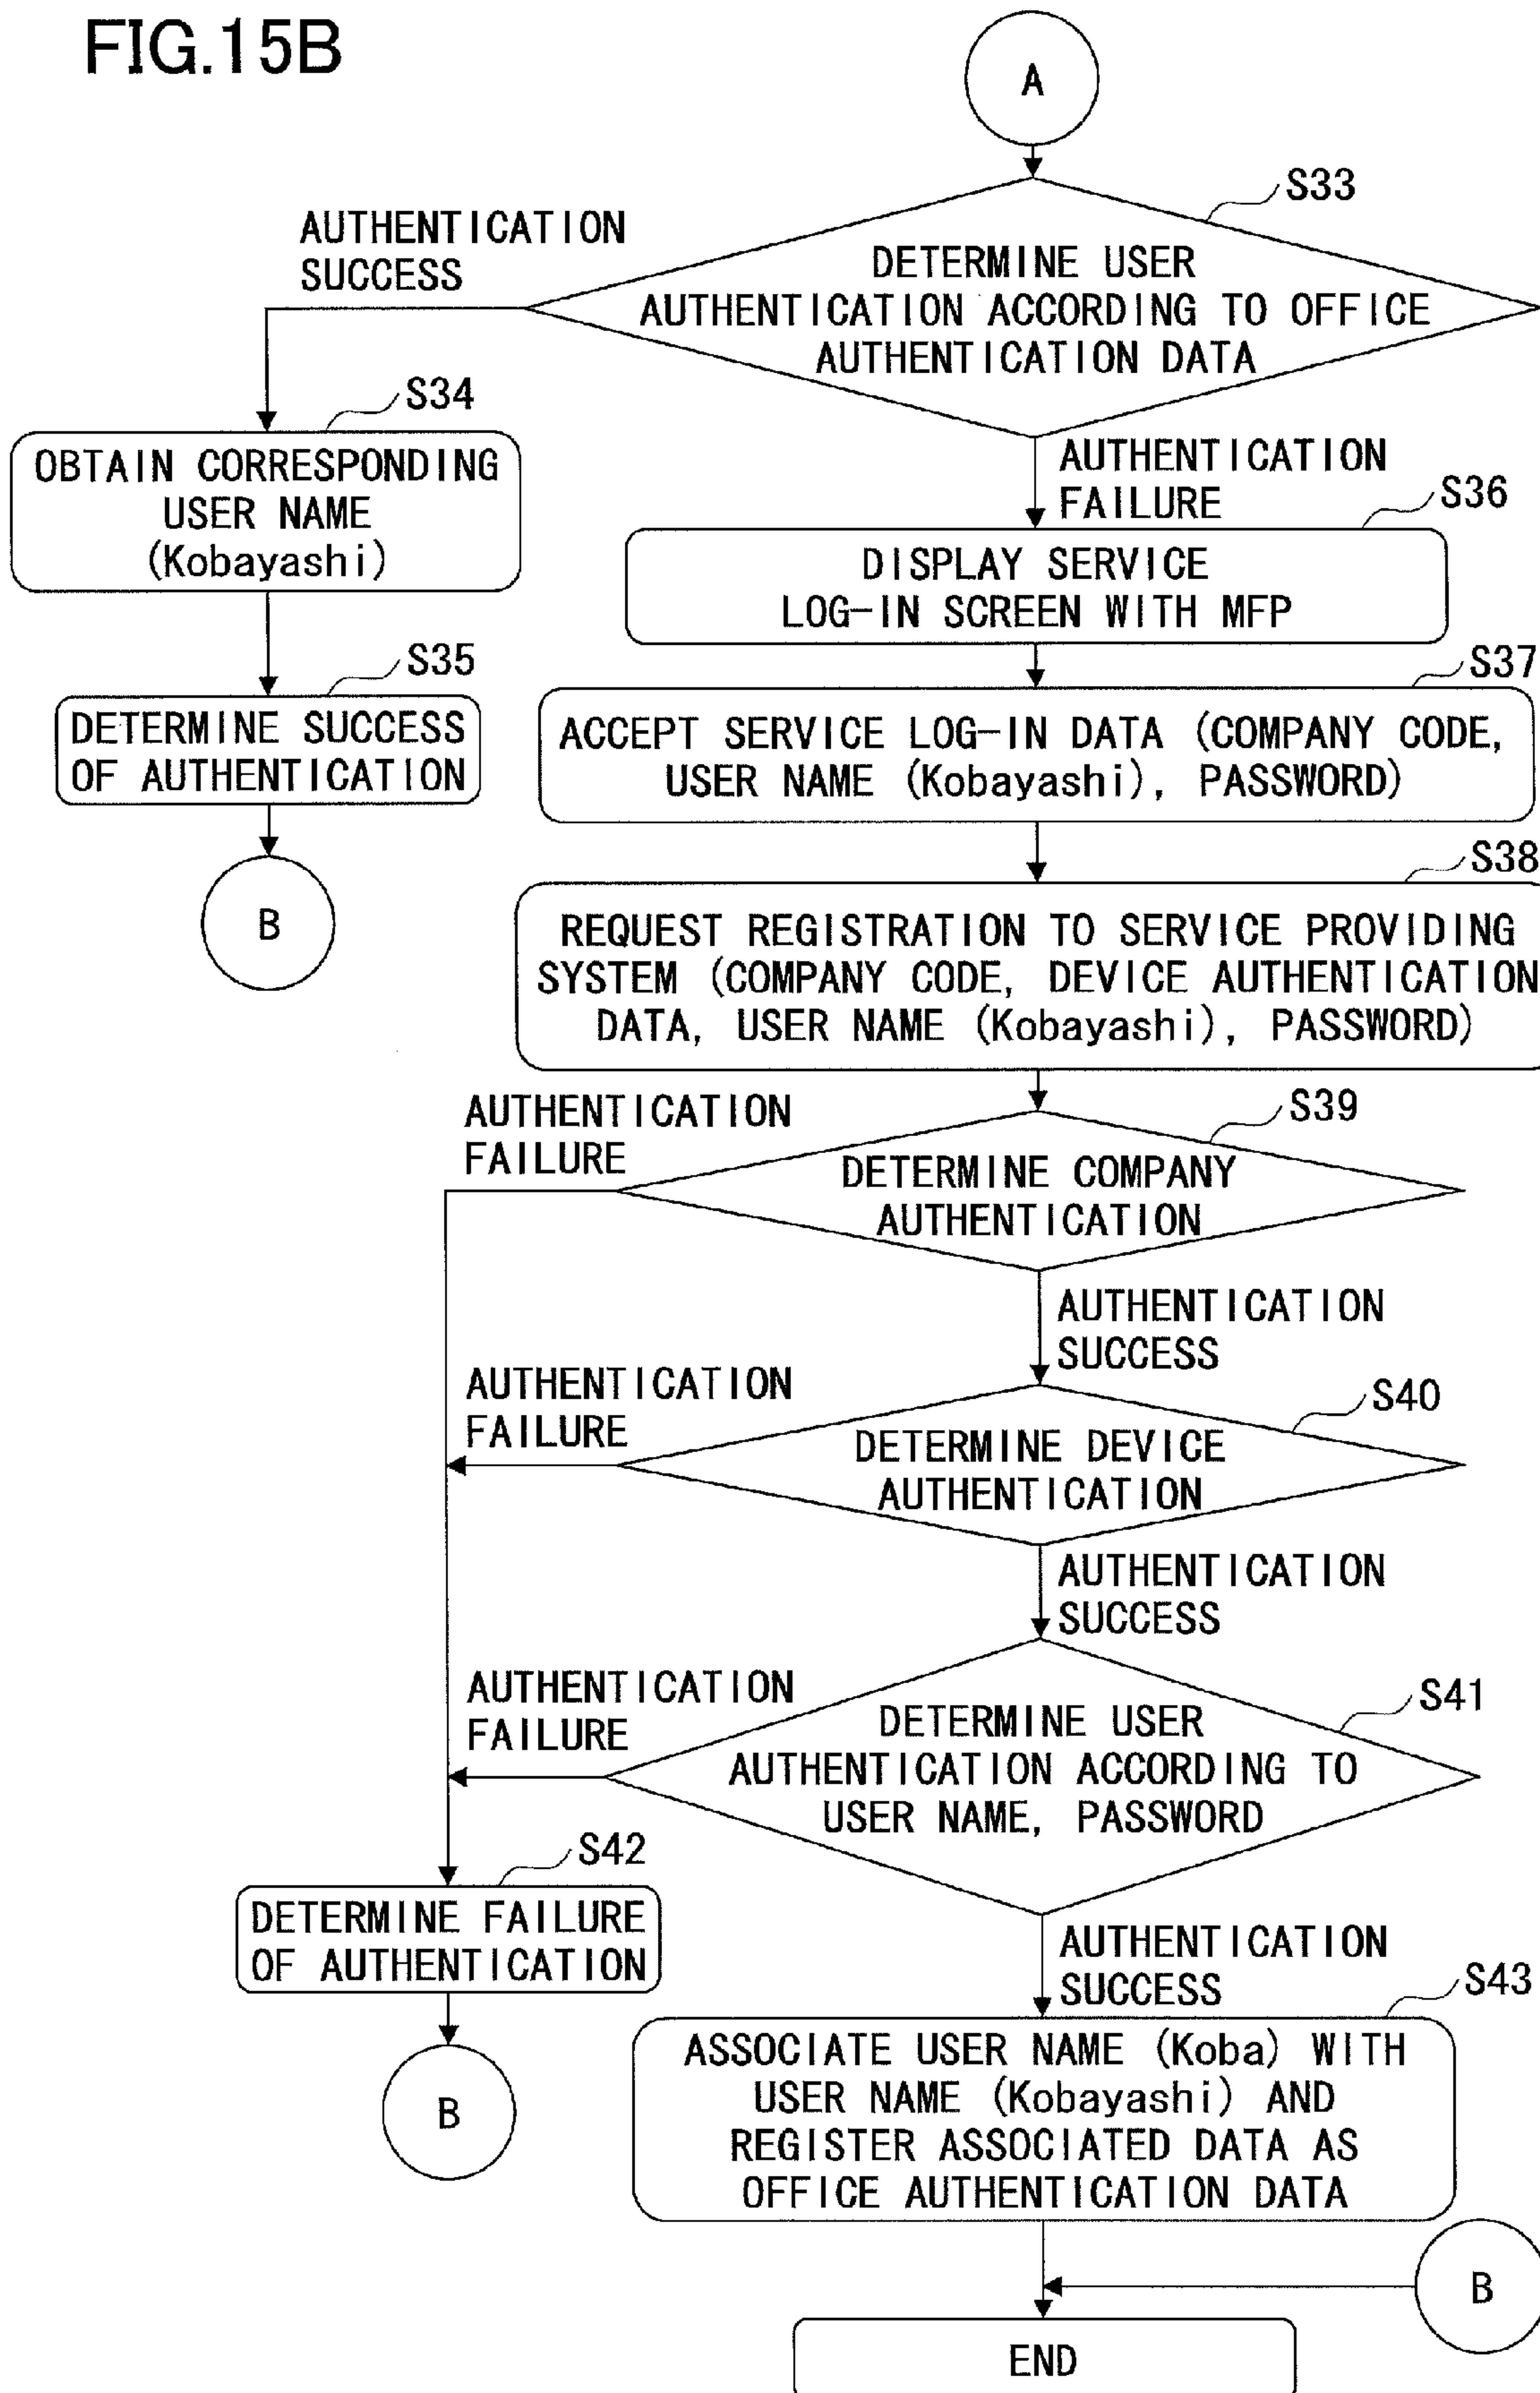 FIG.15B
A
S33
AUTHENTICATION
SUCCESS
DETERMINE USER
AUTHENTICATION ACCORDING TO OFFICE
AUTHENTICATION DATA
S34
OBTAIN CORRESPONDING
USER NAME
(Kobayashi)
AUTHENTICATION
FAILURE
S36
DISPLAY SERVICE
LOG-IN SCREEN WITH MFP
S35
DETERMINE SUCCESS
OF AUTHENTICATION
B
S37
ACCEPT SERVICE LOG-IN DATA (COMPANY CODE,
USER NAME (Kobayashi), PASSWORD)
S38
REQUEST REGISTRATION TO SERVICE PROVIDING
SYSTEM (COMPANY CODE, DEVICE AUTHENTICATION
DATA, USER NAME (Kobayashi), PASSWORD)
AUTHENTICATION
FAILURE
S39
DETERMINE COMPANY
AUTHENTICATION
AUTHENTICATION
SUCCESS
AUTHENTICATION
FAILURE
S40
DETERMINE DEVICE
AUTHENTICATION
AUTHENTICATION
SUCCESS
AUTHENTICATION
FAILURE
S41
DETERMINE USER
AUTHENTICATION ACCORDING TO
USER NAME, PASSWORD
S42
DETERMINE FAILURE
OF AUTHENTICATION
B
AUTHENTICATION
SUCCESS
S43
ASSOCIATE USER NAME (Koba) WITH
USER NAME (Kobayashi) AND
REGISTER ASSOCIATED DATA AS
OFFICE AUTHENTICATION DATA
B
END